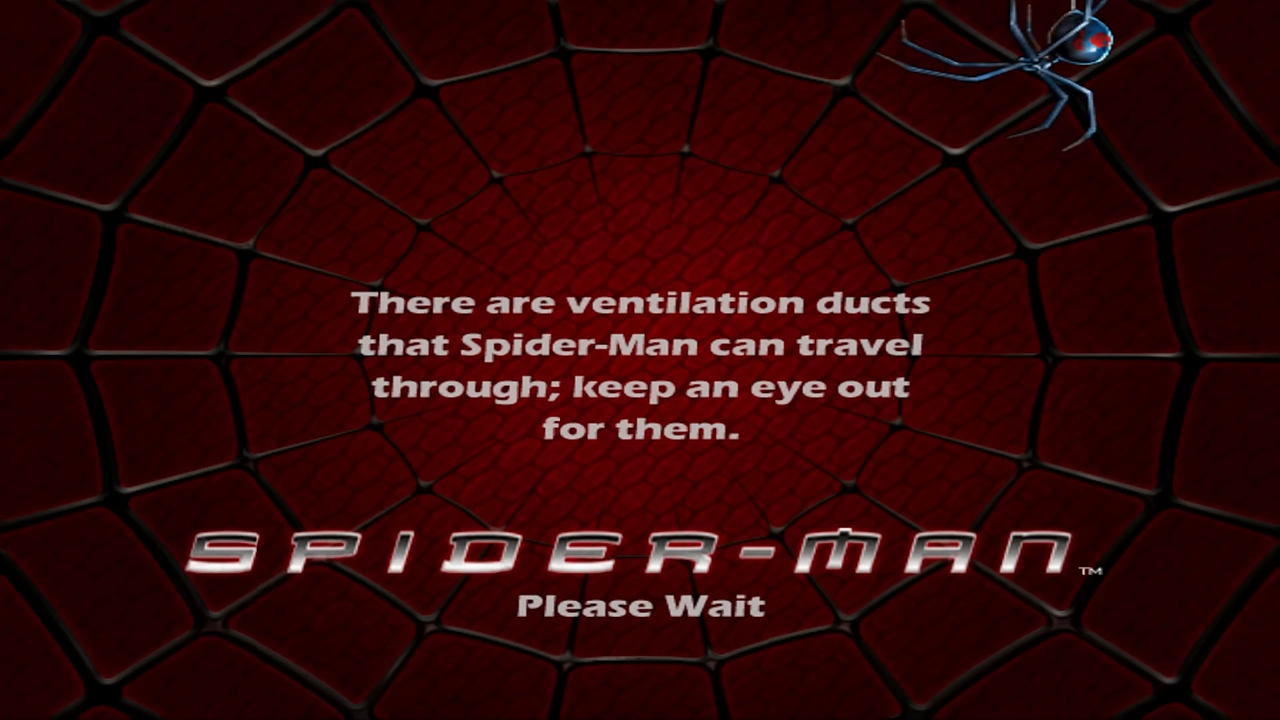 There are ventilation ducts
that Spider-Man can travel
through; keep an eye out
for them.
SPIDER-MAN™
Please Wait